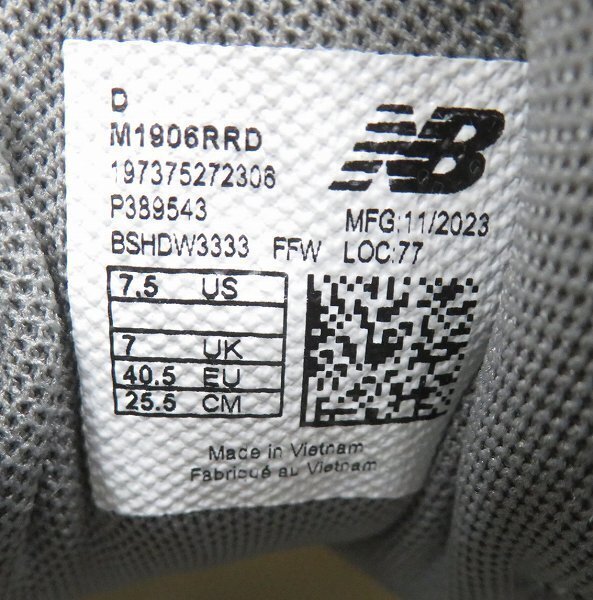 D
NB
M1906RRD
197375272306
P389543
MFG:11/2023
BSHDW3333 FFW LOC:77
7.5 US
7 UK
40.5 EU
25.5 CM
Made in Vietnam
Fabriqué au Vietnam